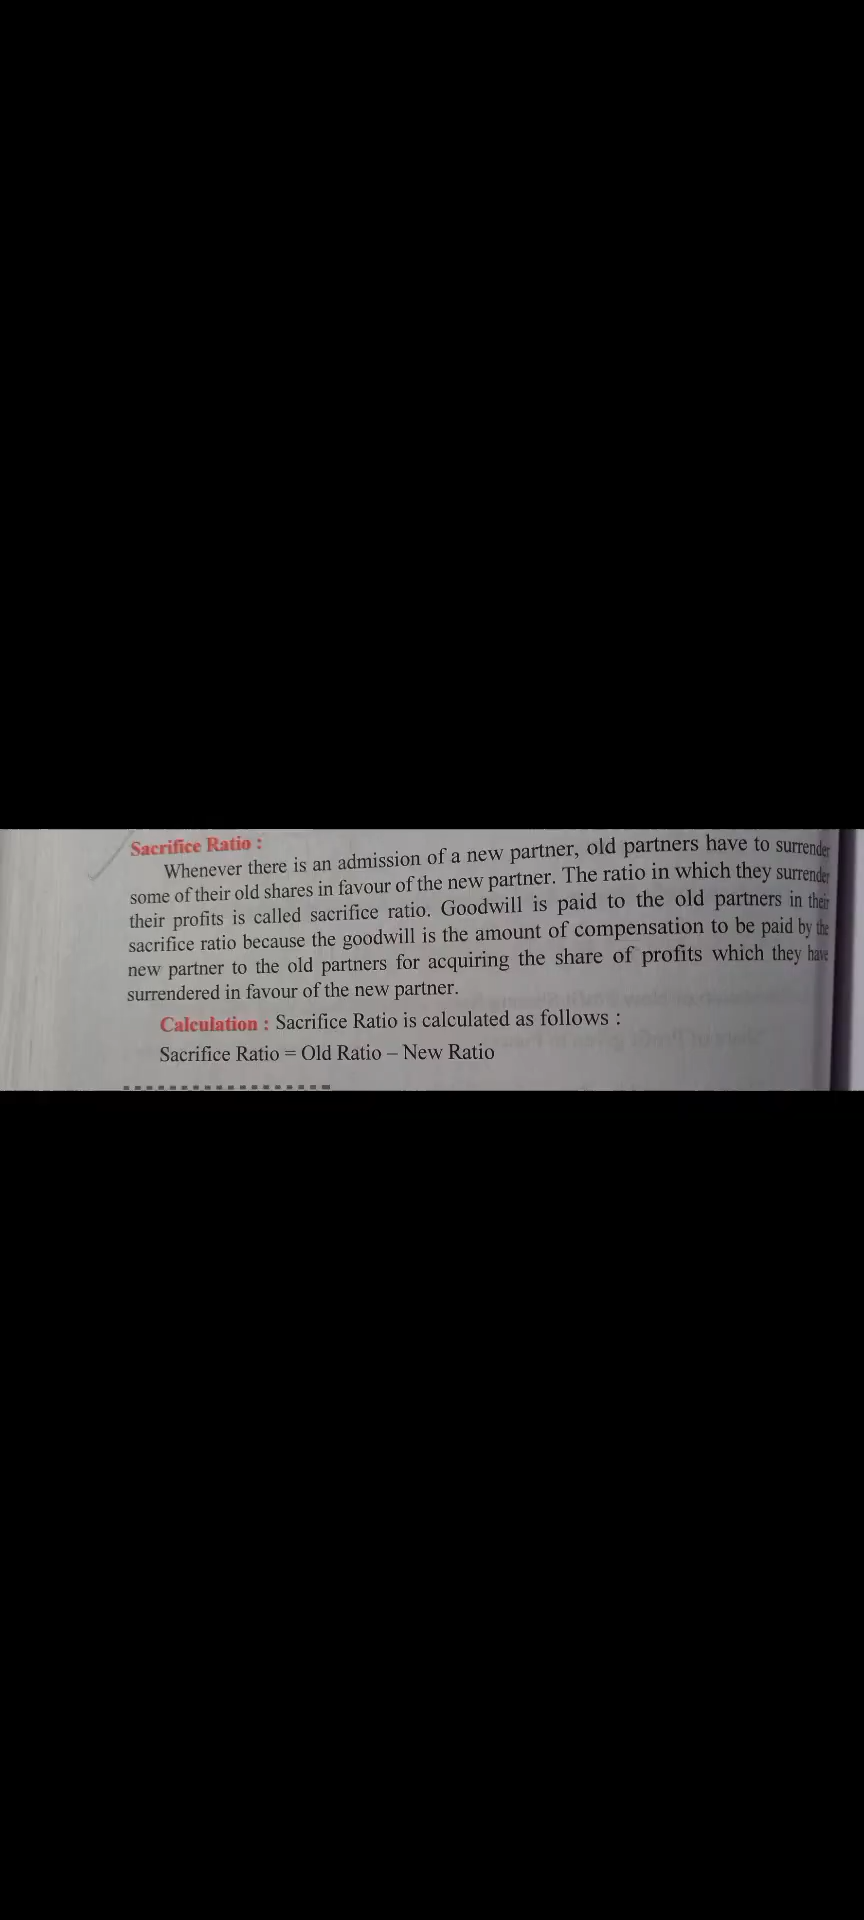 Sacrifice Ratio :
Whenever there is an admission of a new partner, old partners have to surrender
some of their old shares in favour of the new partner. The ratio in which they surrender
their profits is called sacrifice ratio. Goodwill is paid to the old partners in their
sacrifice ratio because the goodwill is the amount of compensation to be paid by the
new partner to the old partners for acquiring the share of profits which they have
surrendered in favour of the new partner.
Calculation : Sacrifice Ratio is calculated as follows :
Sacrifice Ratio = Old Ratio – New Ratio